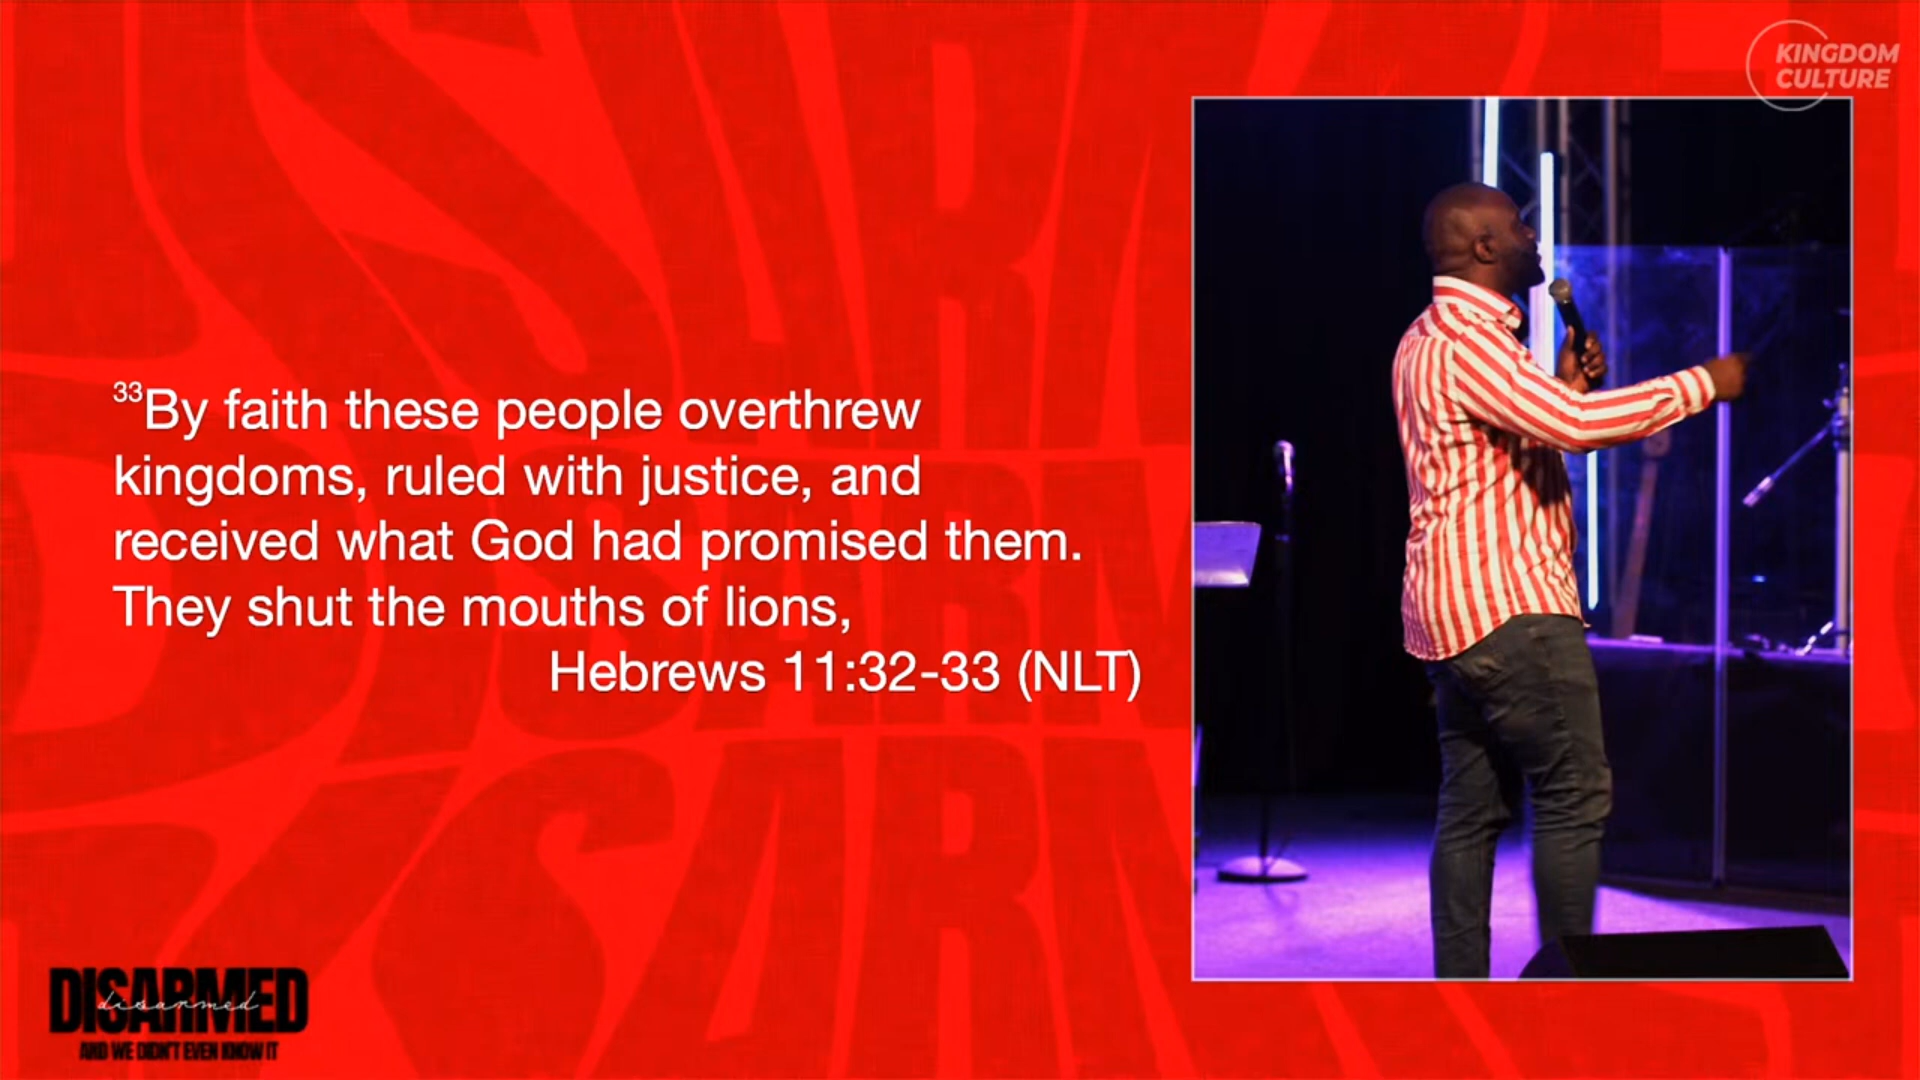 KINGDOM
CULTURE
33By faith these people overthrew
kingdoms, ruled with justice, and
received what God had promised them.
They shut the mouths of lions,
Hebrews 11:32-33 (NLT)
DISARMED
disarmed
AND WE DIDN'T EVEN KNOW IT